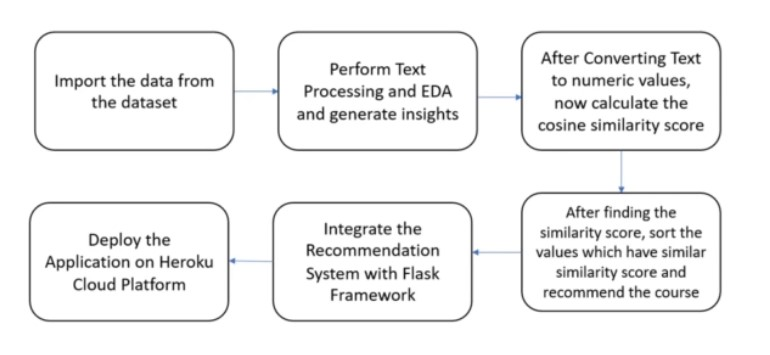 Import the data from
the dataset
Perform Text
Processing and EDA
and generate insights
After Converting Text
to numeric values,
now calculate the
cosine similarity score
After finding the
similarity score, sort the
values which have similar
similarity score and
recommend the course
Integrate the
Recommendation
System with Flask
Framework
Deploy the
Application on Heroku
Cloud Platform